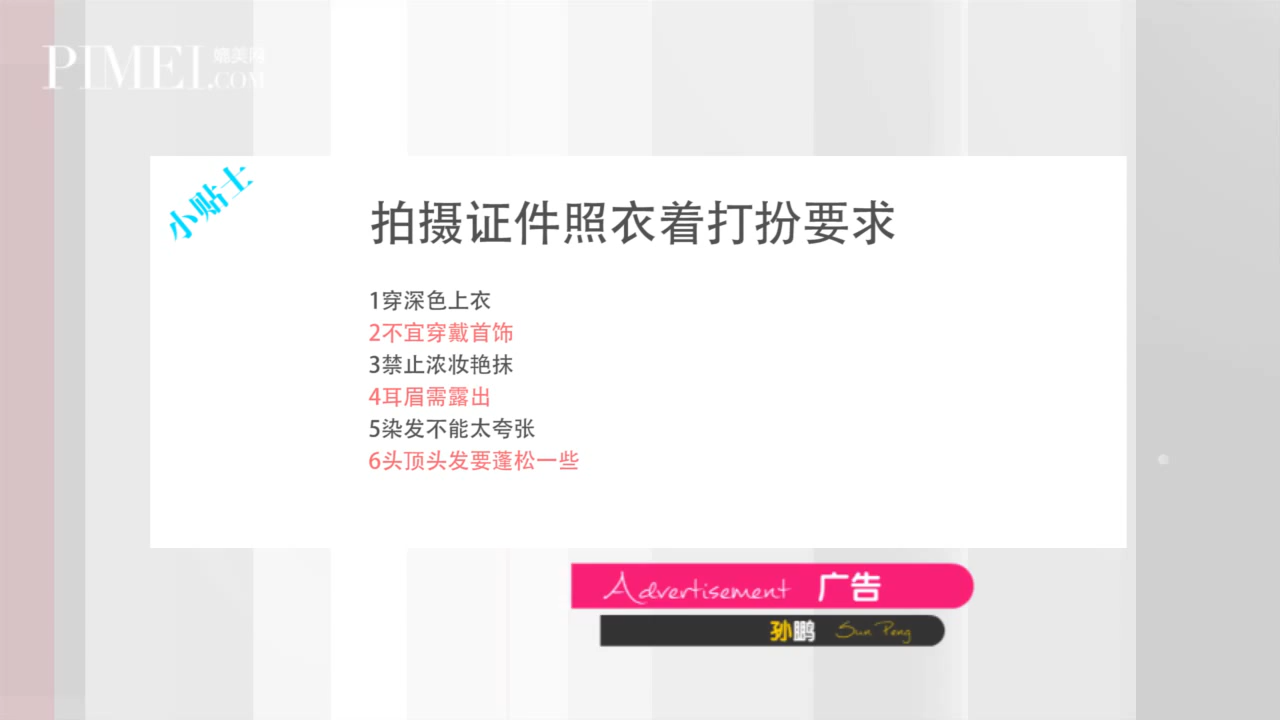 PIMEI.COM 媲美网
小贴士
拍摄证件照衣着打扮要求
1穿深色上衣
2不宜穿戴首饰
3禁止浓妆艳抹
4耳眉需露出
5染发不能太夸张
6头顶头发要蓬松一些
Advertisement 广告
孙鹏 Sun Peng